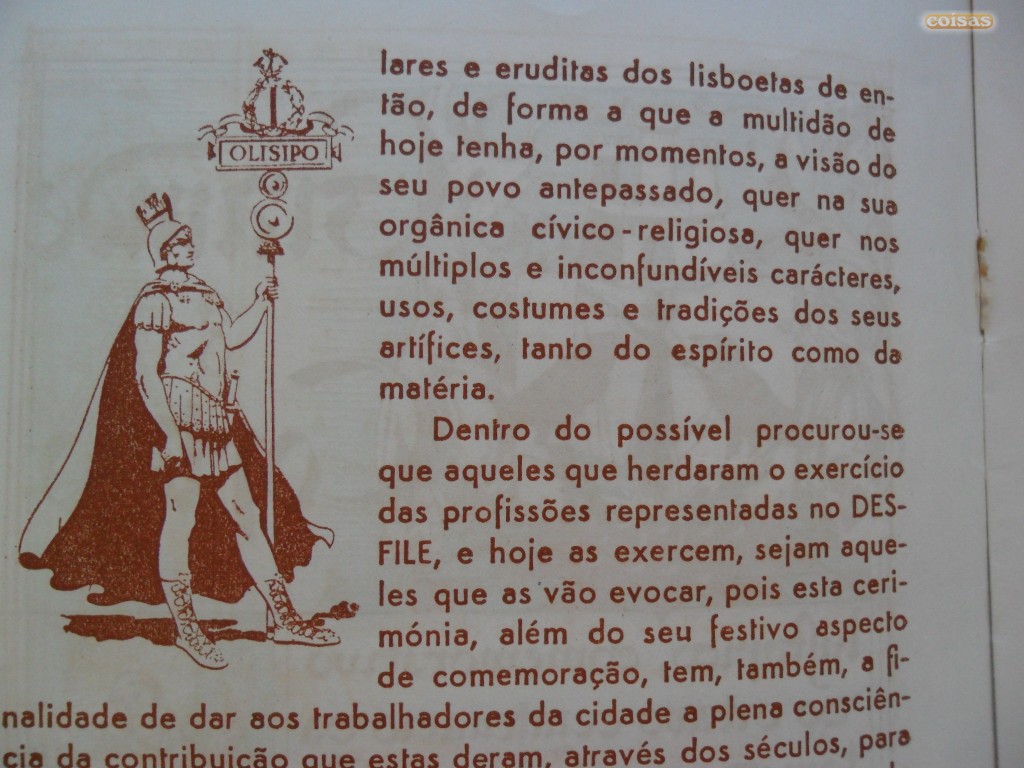 coisas
OLISIPO
lares e eruditas dos lisboetas de en-
tão, de forma a que a multidão de
hoje tenha, por momentos, a visão do
seu povo antepassado, quer na sua
orgânica cívico-religiosa, quer nos
múltiplos e inconfundíveis carácteres,
usos, costumes e tradições dos seus
artífices, tanto do espírito como da
matéria.
Dentro do possível procurou-se
que aqueles que herdaram o exercício
das profissões representadas no DES-
FILE, e hoje as exercem, sejam aque-
les que as vão evocar, pois esta ceri-
mónia, além do seu festivo aspecto
de comemoração, tem, também, a fi-
nalidade de dar aos trabalhadores da cidade a plena consciên-
cia da contribuição que estas deram, através dos séculos, para